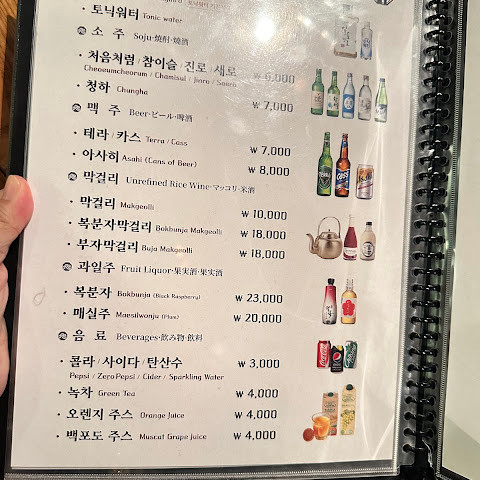 · 토닉워터 Tonic water
소 주 Soju·焼酎·燒酒
· 처음처럼 / 참이슬 / 진로 / 새로 ₩ 6,000
Cheoeumcheorum / Chamisul / Jinro / Saero
· 청하 Chungha ₩ 7,000
맥 주 Beer·ビール·啤酒
· 테라 / 카스 Terra / Cass ₩ 7,000
· 아사히 Asahi (Cans of Beer) ₩ 8,000
막걸리 Unrefined Rice Wine·マッコリ·米酒
· 막걸리 Makgeolli ₩ 10,000
· 복분자막걸리 Bokbunja Makgeolli ₩ 18,000
· 부자막걸리 Buja Makgeolli ₩ 18,000
과일주 Fruit Liquor·果実酒·果实酒
· 복분자 Bokbunja (Black Raspberry) ₩ 23,000
· 매실주 Maesilwonju (Plum) ₩ 20,000
음 료 Beverages·飲み物·飮料
· 콜라 / 사이다 / 탄산수 ₩ 3,000
Pepsi / Zero Pepsi / Cider / Sparkling Water
· 녹차 Green Tea ₩ 4,000
· 오렌지 주스 Orange Juice ₩ 4,000
· 백포도 주스 Muscat Grape Juice ₩ 4,000